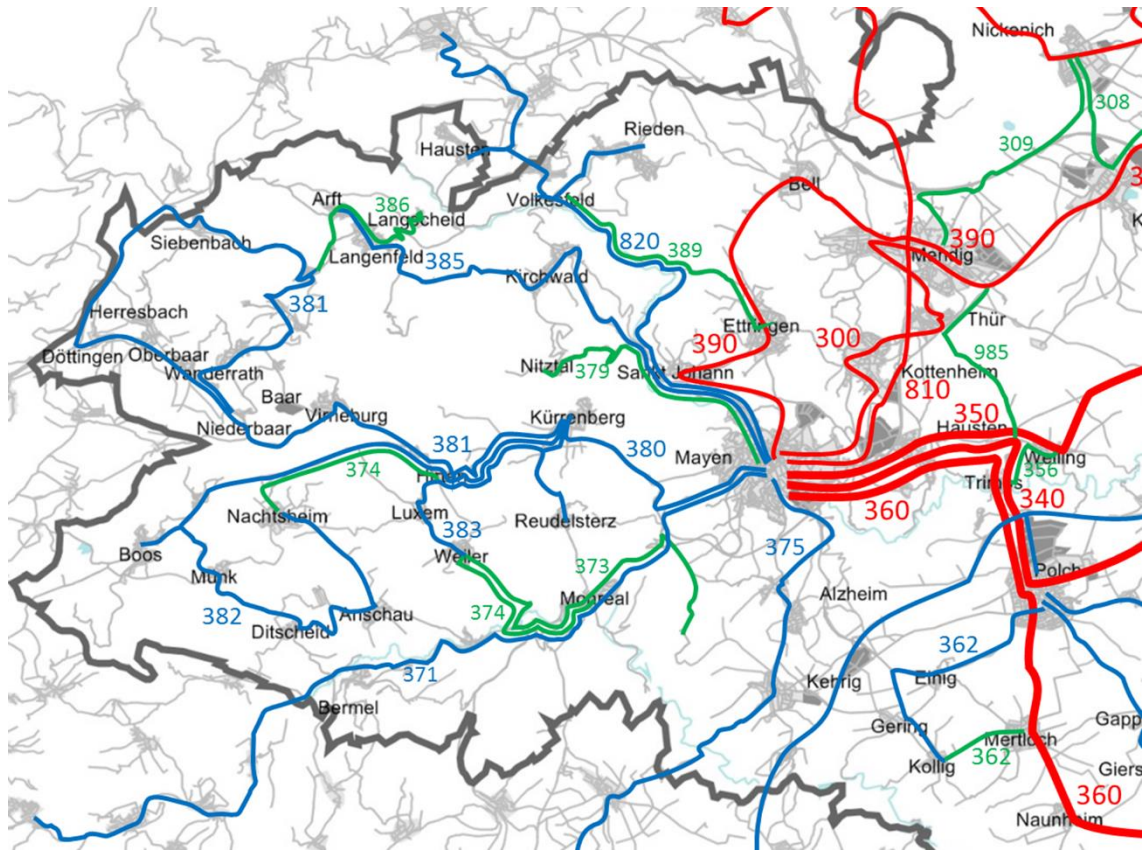 Nickenich
308
Rieden
309
Hausten
Bell
Arft
386
Volkesfeld
Langscheid
Siebenbach
820
389
390
Langenfeld
Mendig
385
Kirchwald
381
Herresbach
Ettringen
Thür
Döttingen
Oberbaar
390
300
985
Wanderrath
Nitztal
379
Sankt Johann
Kottenheim
Baar
810
Virneburg
Kürrenberg
350
Niederbaar
Hausten
381
380
Mayen
Welling
374
356
Trimbs
340
Nachtsheim
Luxem
383
Reudelsterz
360
Boos
Weiler
375
373
Polch
Munk
Monreal
Alzheim
382
Anschau
374
Ditscheid
362
371
Einig
Kehrig
Bermel
Gering
Gapp
Mertloch
Kollig
362
Giers
360
Naunheim